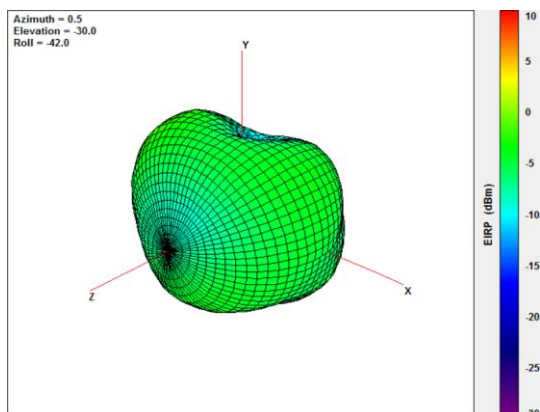 Azimuth = 0.5
Elevation = -30.0
Roll = -42.0
Y
Z
X
EIRP (dBm)
10
5
0
-5
-10
-15
-20
-25
-30